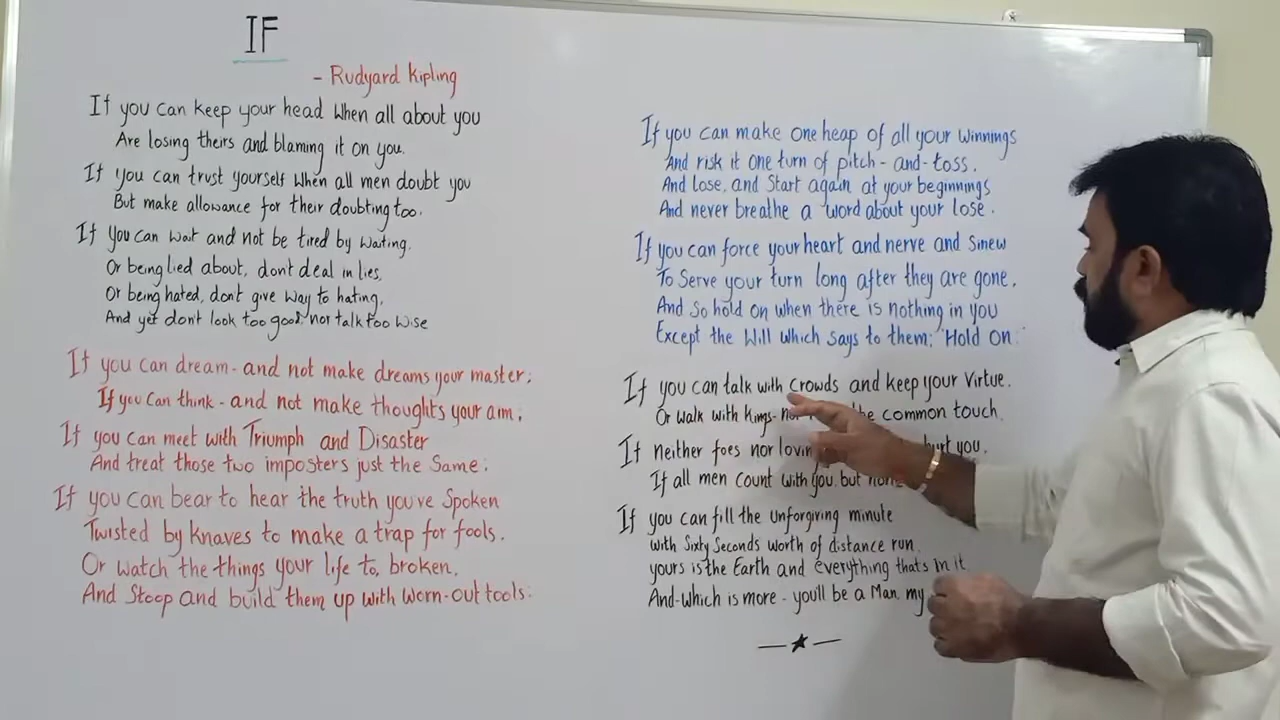 IF
- Rudyard Kipling
If you can keep your head when all about you
Are losing theirs and blaming it on you.
If you can trust yourself when all men doubt you
But make allowance for their doubting too.
If you can wait and not be tired by waiting.
Or being lied about, dont deal in lies,
Or being hated, dont give way to hating,
And yet dont look too good, nor talk too wise
If you can dream - and not make dreams your master;
If you can think - and not make thoughts your aim;
If you can meet with Triumph and Disaster
And treat those two imposters just the Same;
If you can bear to hear the truth you've Spoken
Twisted by knaves to make a trap for fools.
Or watch the things your life to, broken,
And Stoop and build them up with worn-out tools:
If you can make one heap of all your winnings
And risk it one turn of pitch-and-toss.
And Lose, and Start again at your beginnings
And never breathe a word about your lose.
If you can force your heart and nerve and Sinew
To Serve your turn long after they are gone.
And so hold on when there is nothing in you
Except the Will which says to them; "Hold On:"
If you can talk with crowds and keep your Virtue.
Or walk with Kings- common touch.
If neither foes nor hurt you.
If all men count with you. but
If you can fill the unforgiving minute
with Sixty Seconds worth of distance run.
yours is the Earth and everything thats in it
And-which is more - youll be a Man my